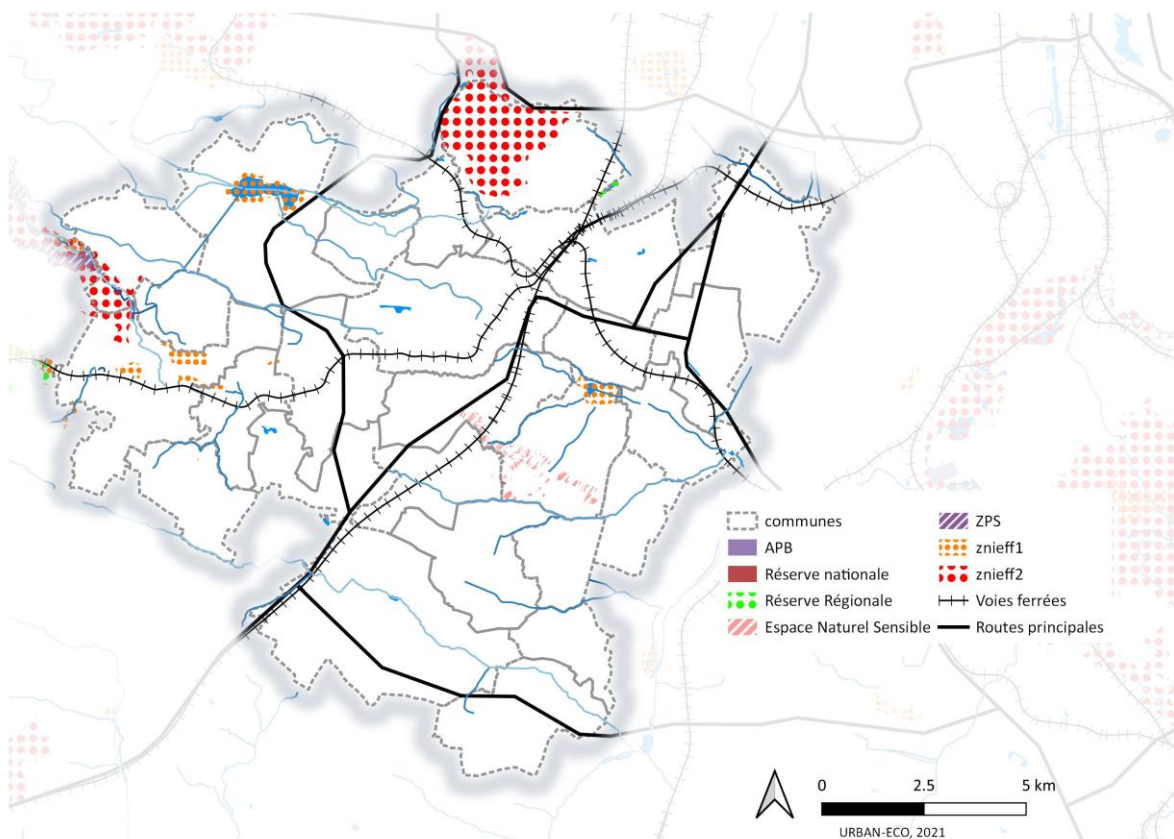 communes
APB
Réserve nationale
Réserve Régionale
Espace Naturel Sensible
ZPS
znieff1
znieff2
Voies ferrées
Routes principales
0 2.5 5 km
URBAN-ECO, 2021